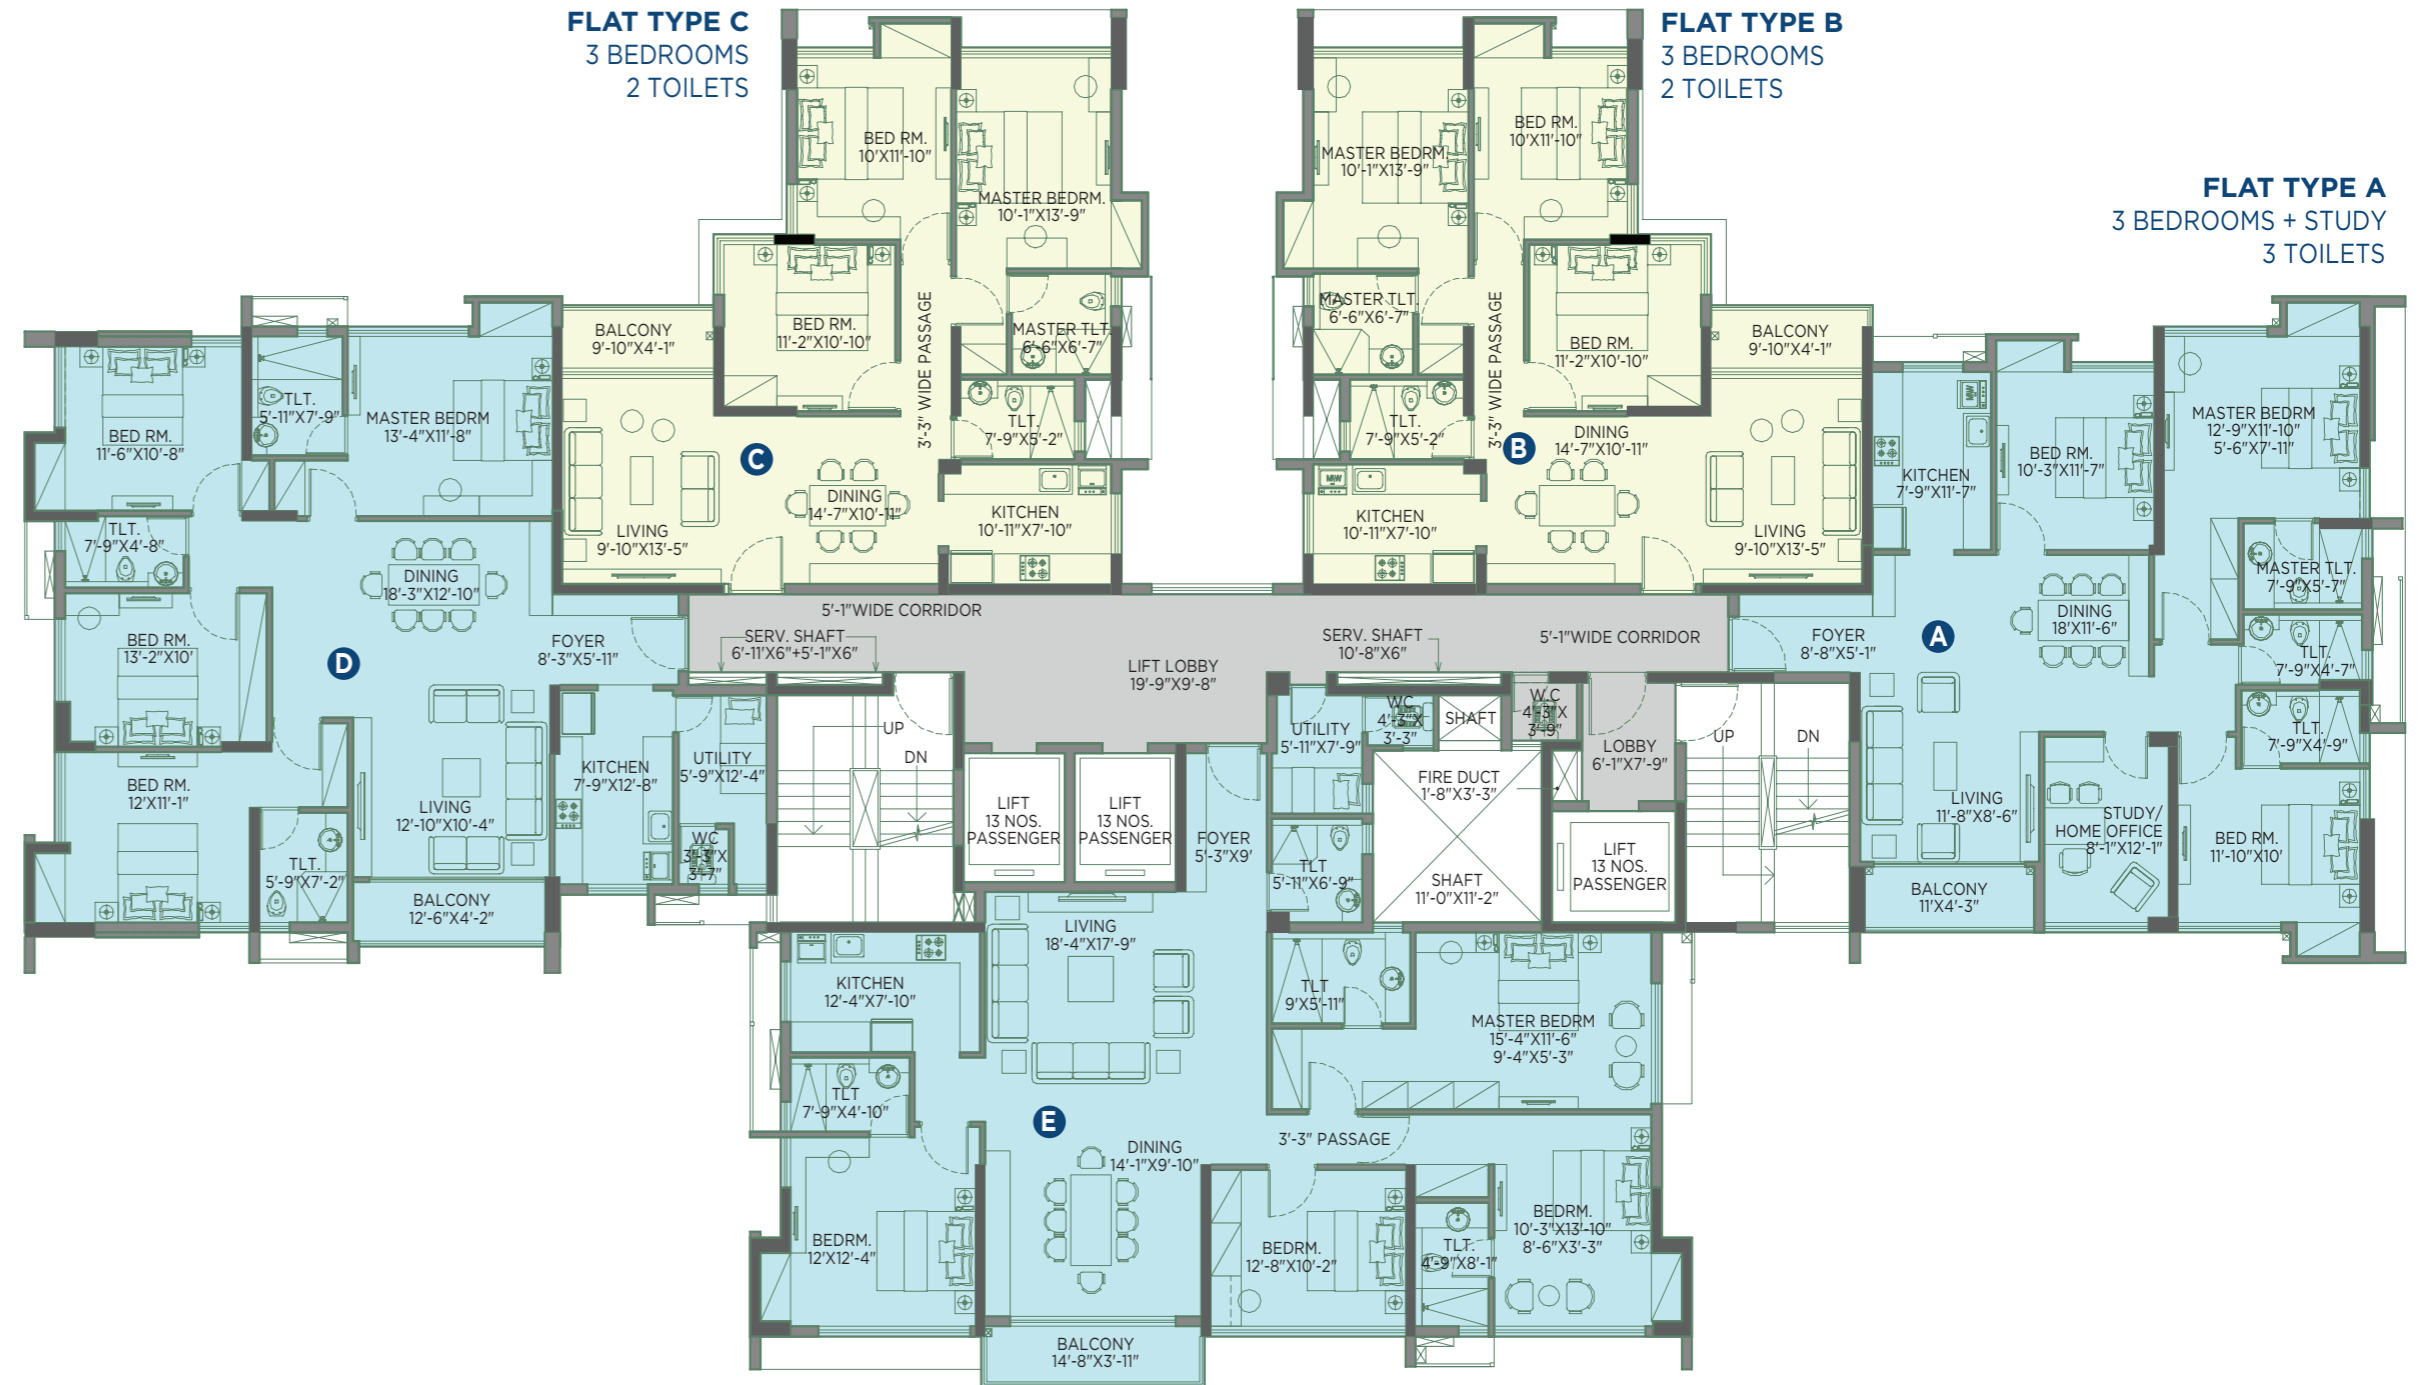 FLAT TYPE C
3 BEDROOMS
2 TOILETS
FLAT TYPE B
3 BEDROOMS
2 TOILETS
FLAT TYPE A
3 BEDROOMS + STUDY
3 TOILETS
BED RM.
10'X11'-10"
MASTER BEDRM.
10'-1"X13'-9"
BED RM.
11'-2"X10'-10"
MASTER TLT.
6'-6"X6'-7"
3'-3" WIDE PASSAGE
BALCONY
9'-10"X4'-1"
TLT.
7'-9"X5'-2"
C
DINING
14'-7"X10'-11"
LIVING
9'-10"X13'-5"
KITCHEN
10'-11"X7'-10"
MASTER BEDRM.
10'-1"X13'-9"
BED RM.
10'X11'-10"
MASTER TLT.
6'-6"X6'-7"
3'-3" WIDE PASSAGE
BED RM.
11'-2"X10'-10"
BALCONY
9'-10"X4'-1"
TLT.
7'-9"X5'-2"
B
DINING
14'-7"X10'-11"
M/W
KITCHEN
10'-11"X7'-10"
LIVING
9'-10"X13'-5"
M/W
KITCHEN
7'-9"X11'-7"
BED RM.
10'-3"X11'-7"
MASTER BEDRM
12'-9"X11'-10"
5'-6"X7'-11"
MASTER TLT.
7'-9"X5'-7"
DINING
18'X11'-6"
A
FOYER
8'-8"X5'-1"
TLT.
7'-9"X4'-7"
TLT.
7'-9"X4'-9"
LIVING
11'-8"X8'-6"
STUDY/
HOME OFFICE
8'-1"X12'-1"
BED RM.
11'-10"X10'
BALCONY
11'X4'-3"
BED RM.
11'-6"X10'-8"
TLT.
5'-11"X7'-9"
MASTER BEDRM
13'-4"X11'-8"
TLT.
7'-9"X4'-8"
DINING
18'-3"X12'-10"
BED RM.
13'-2"X10'
D
FOYER
8'-3"X5'-11"
BED RM.
12'X11'-1"
LIVING
12'-10"X10'-4"
KITCHEN
7'-9"X12'-8"
UTILITY
5'-9"X12'-4"
WC
3'-3"X
3'-7"
TLT.
5'-9"X7'-2"
BALCONY
12'-6"X4'-2"
5'-1"WIDE CORRIDOR
SERV. SHAFT
6'-11"X6"+5'-1"X6"
LIFT LOBBY
19'-9"X9'-8"
SERV. SHAFT
10'-8"X6"
5'-1"WIDE CORRIDOR
UP
DN
LIFT
13 NOS.
PASSENGER
LIFT
13 NOS.
PASSENGER
FOYER
5'-3"X9'
UTILITY
5'-11"X7'-9"
WC
4'-3"X
3'-3"
SHAFT
W.C
4'-3"X
3'-9"
LOBBY
6'-1"X7'-9"
FIRE DUCT
1'-8"X3'-3"
UP
DN
TLT
5'-11"X6'-9"
SHAFT
11'-0"X11'-2"
LIFT
13 NOS.
PASSENGER
LIVING
18'-4"X17'-9"
KITCHEN
12'-4"X7'-10"
TLT
9'X5'-11"
MASTER BEDRM
15'-4"X11'-6"
9'-4"X5'-3"
TLT
7'-9"X4'-10"
E
3'-3" PASSAGE
DINING
14'-1"X9'-10"
BEDRM.
12'X12'-4"
BEDRM.
12'-8"X10'-2"
TLT.
4'-9"X8'-1"
BEDRM.
10'-3"X13'-10"
8'-6"X3'-3"
BALCONY
14'-8"X3'-11"